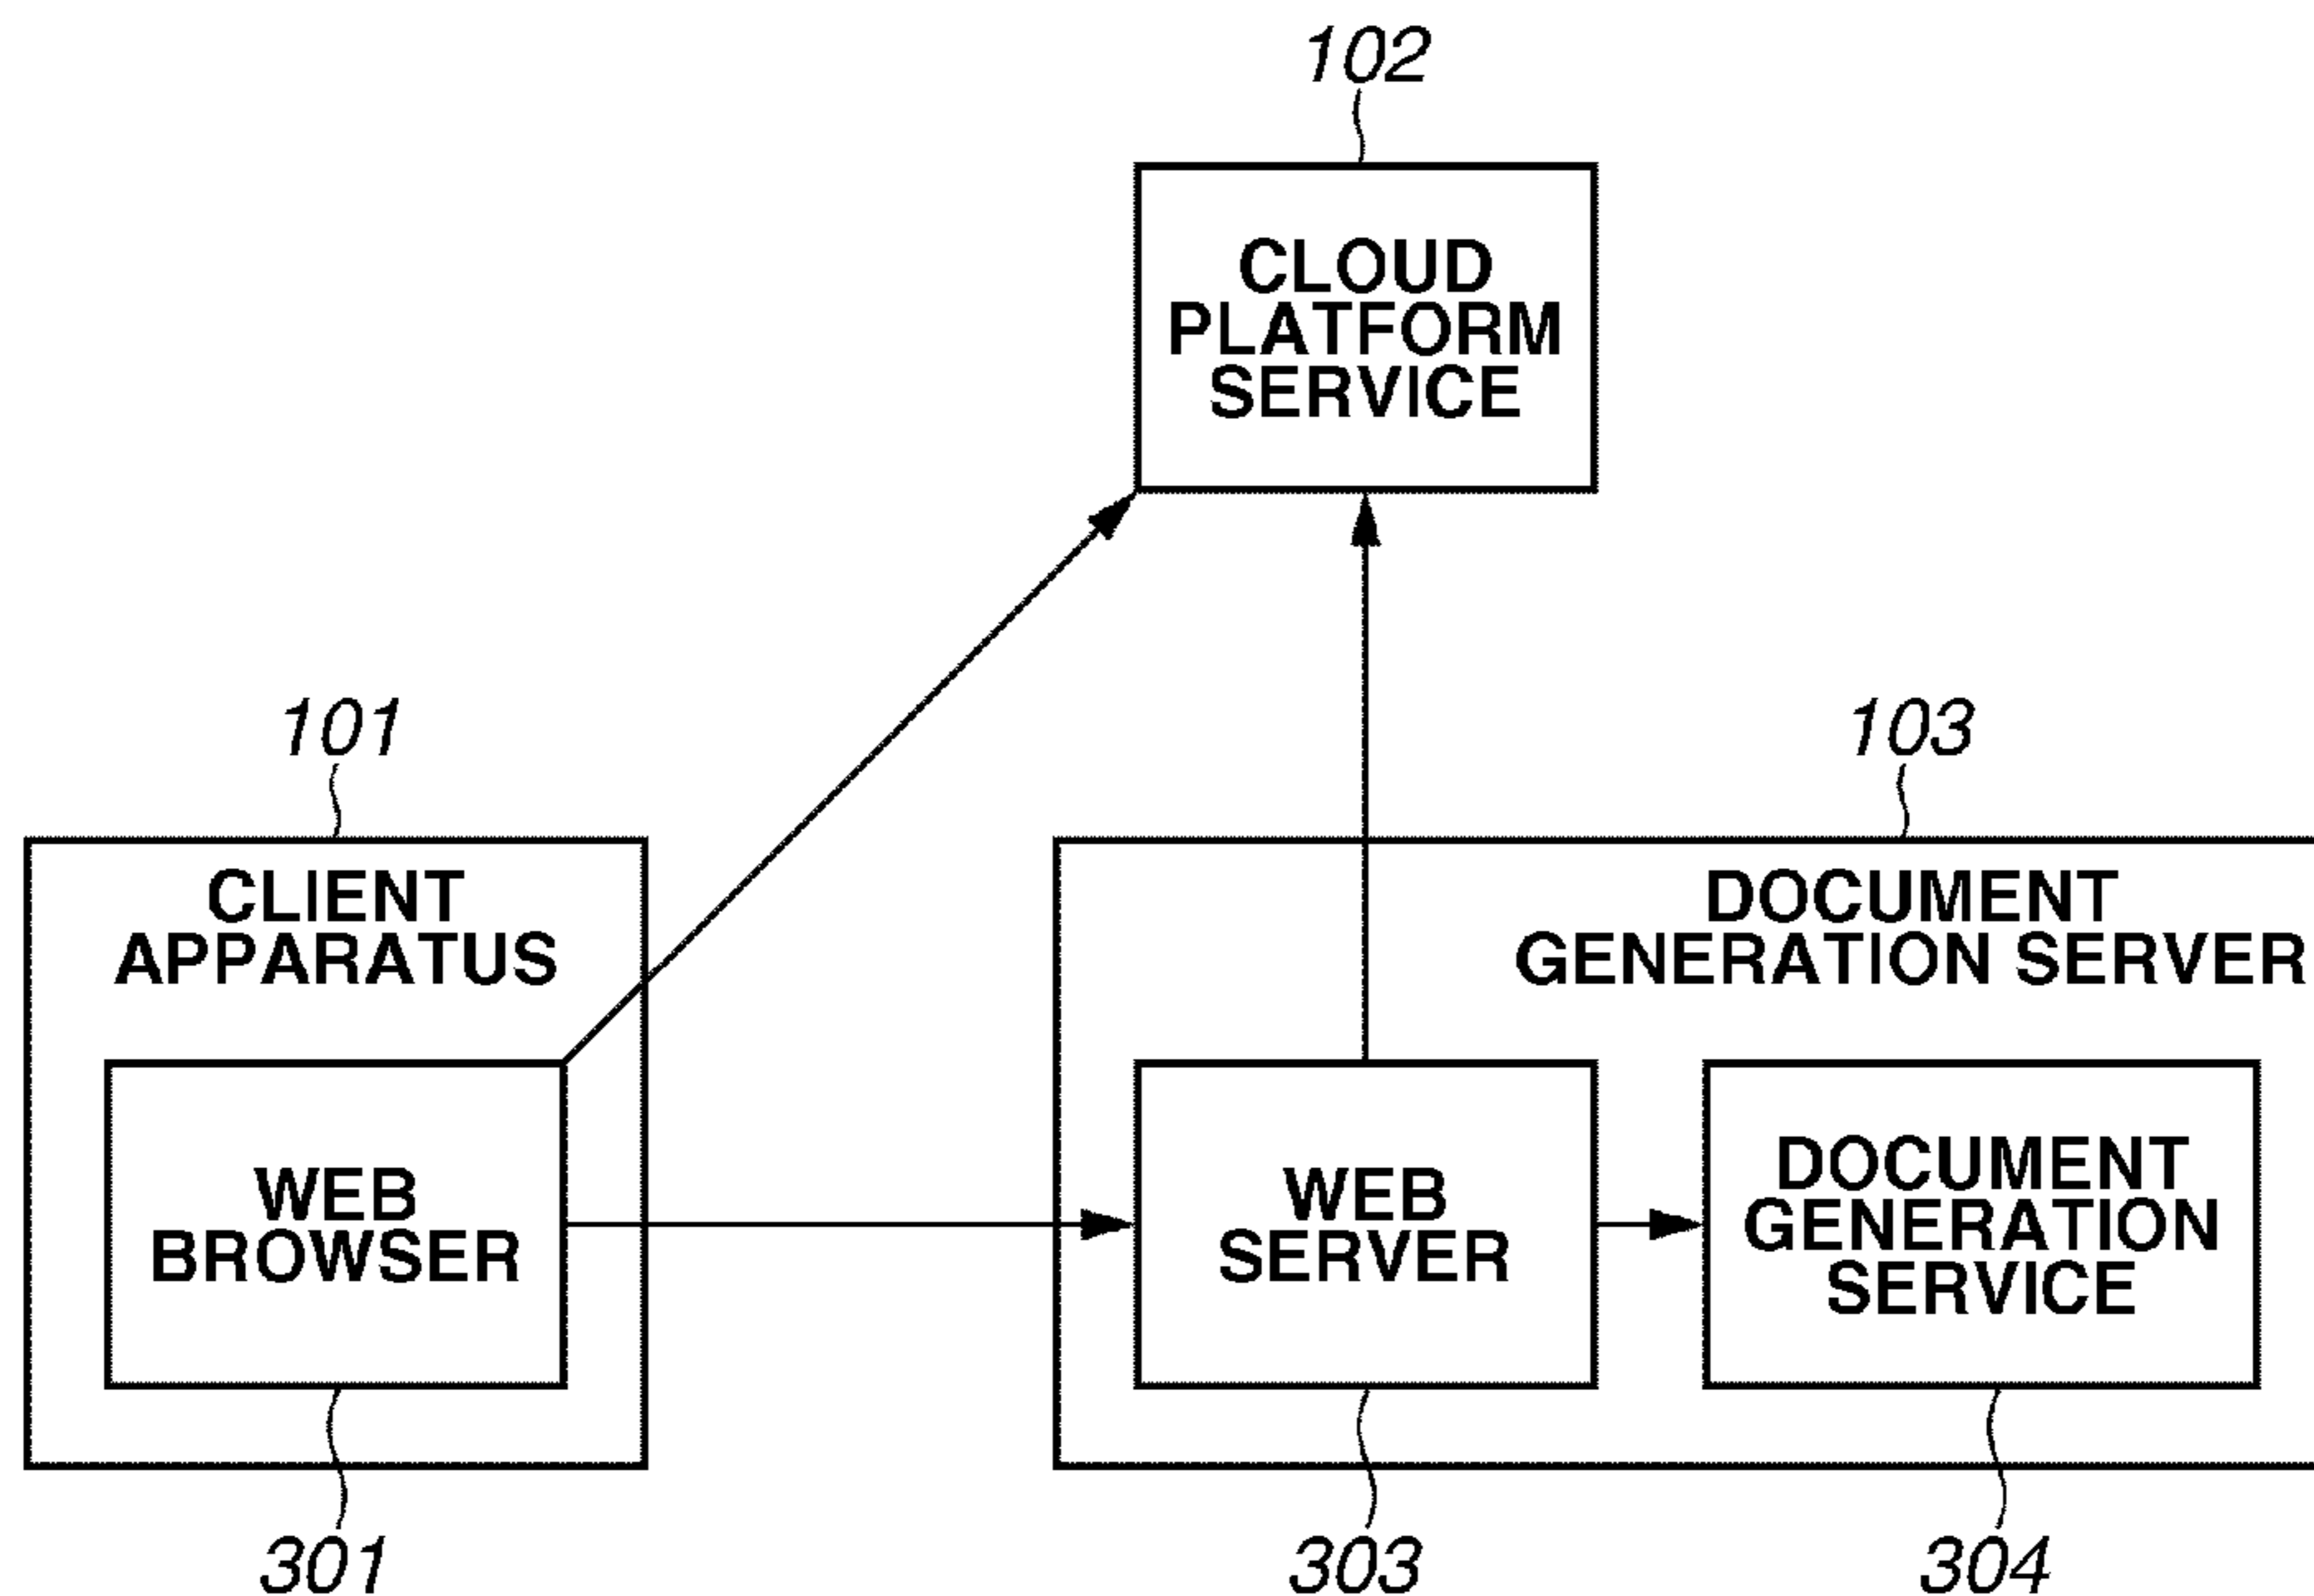 102
CLOUD
PLATFORM
SERVICE
101
103
CLIENT
APPARATUS
DOCUMENT
GENERATION SERVER
WEB
BROWSER
WEB
SERVER
DOCUMENT
GENERATION
SERVICE
301
303
304